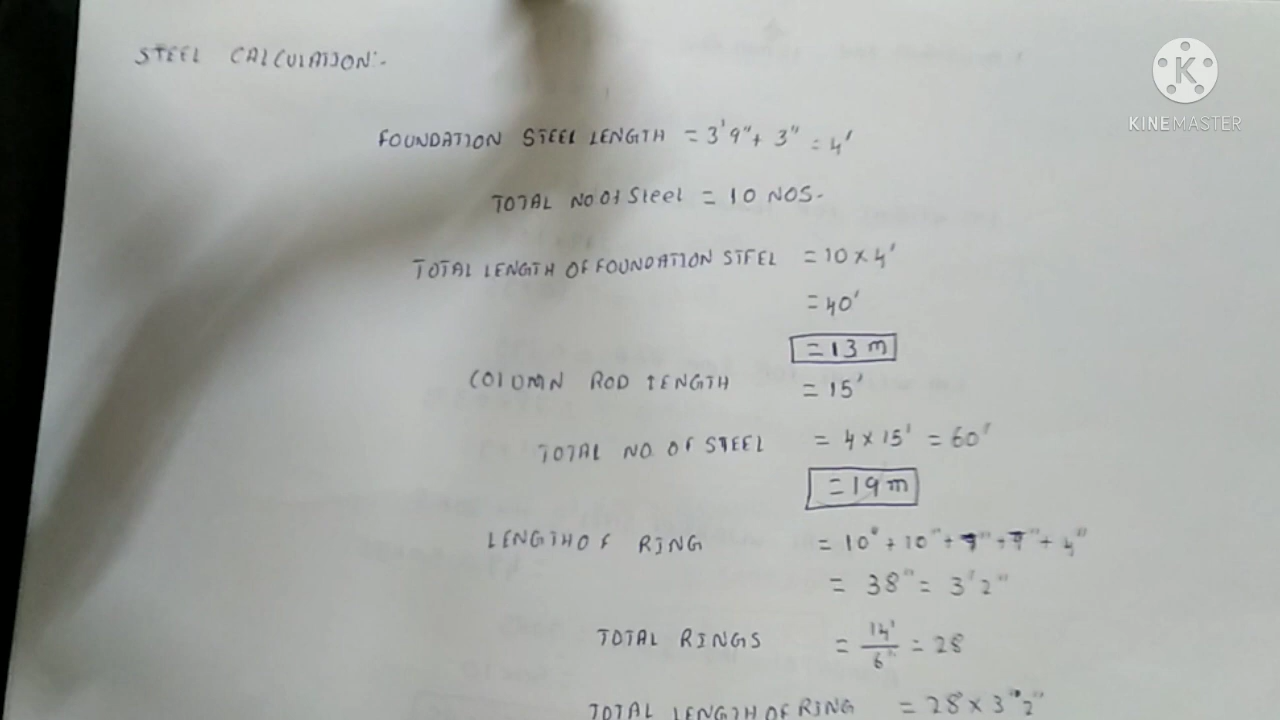 STEEL CALCULATION:-
K
KINEMASTER
FOUNDATION STEEL LENGTH = 3'9"+ 3" = 4'
TOTAL NO Of Steel = 10 NOS.
TOTAL LENGTH OF FOUNDATION STEEL = 10 × 4'
= 40'
= 13 m
COLUMN ROD LENGTH = 15'
TOTAL NO. OF STEEL = 4 × 15' = 60'
= 19 m
LENGTH OF RING = 10" + 10" + + + 4"
= 38" = 3'2"
TOTAL RINGS = 14'/6" = 28
TOTAL LENGTH OF RING = 28 × 3'2"